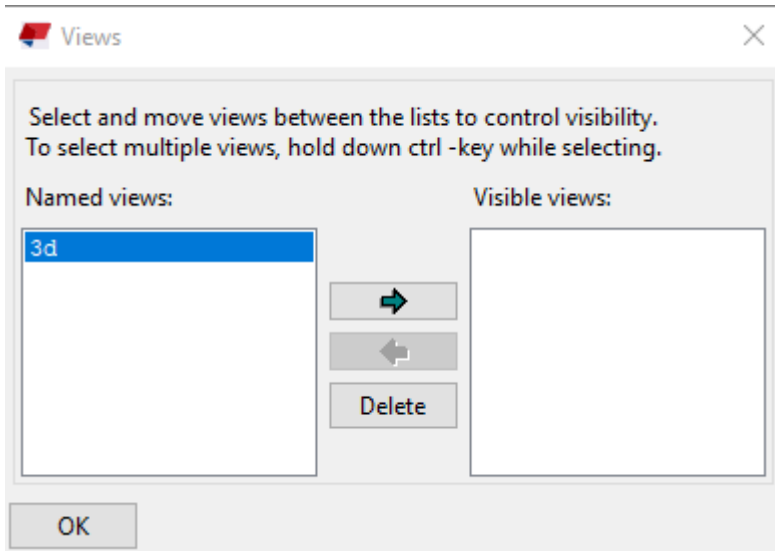 Views
Select and move views between the lists to control visibility.
To select multiple views, hold down ctrl -key while selecting.
Named views:
Visible views:
3d
Delete
OK